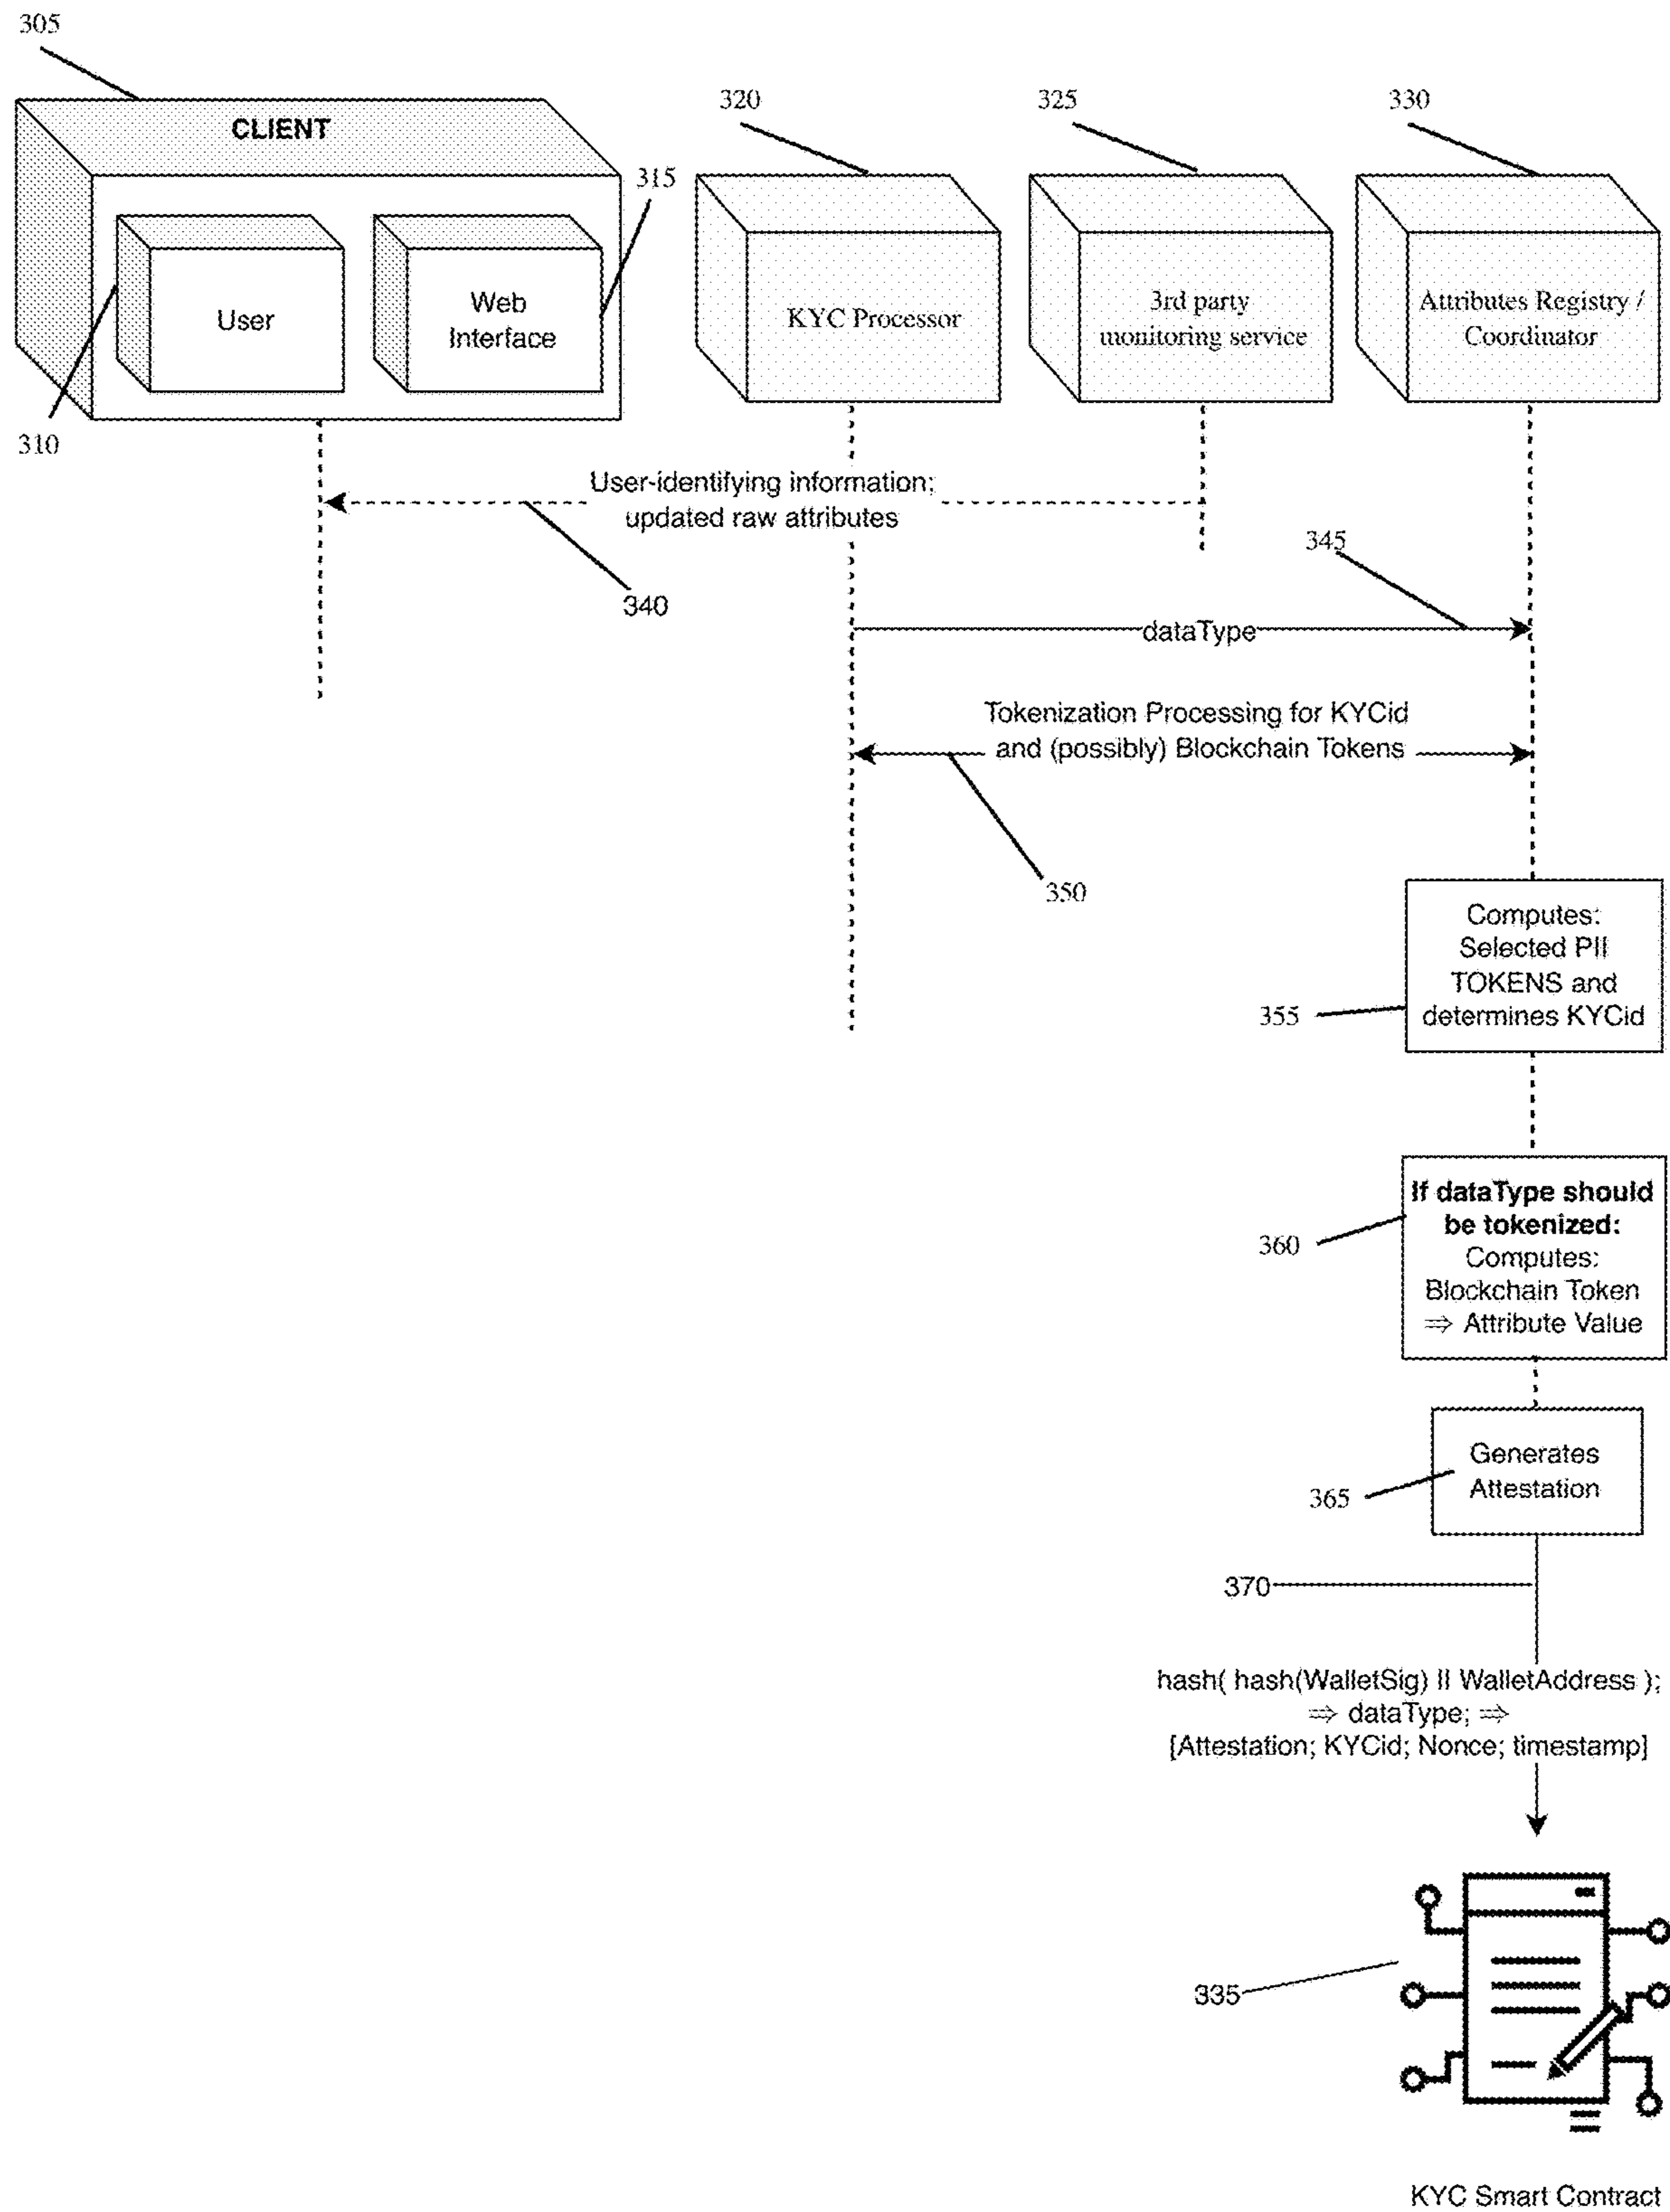 305
CLIENT
320
325
330
315
User
Web
Interface
KYC Processor
3rd party
monitoring service
Attributes Registry /
Coordinator
310
User-identifying information;
updated raw attributes
340
345
dataType
Tokenization Processing for KYCid
and (possibly) Blockchain Tokens
350
Computes:
Selected PII
TOKENS and
determines KYCid
355
If dataType should
be tokenized:
Computes:
Blockchain Token
⇒ Attribute Value
360
Generates
Attestation
365
370
hash( hash(WalletSig) || WalletAddress );
⇒ dataType; ⇒
[Attestation; KYCid; Nonce; timestamp]
335
KYC Smart Contract